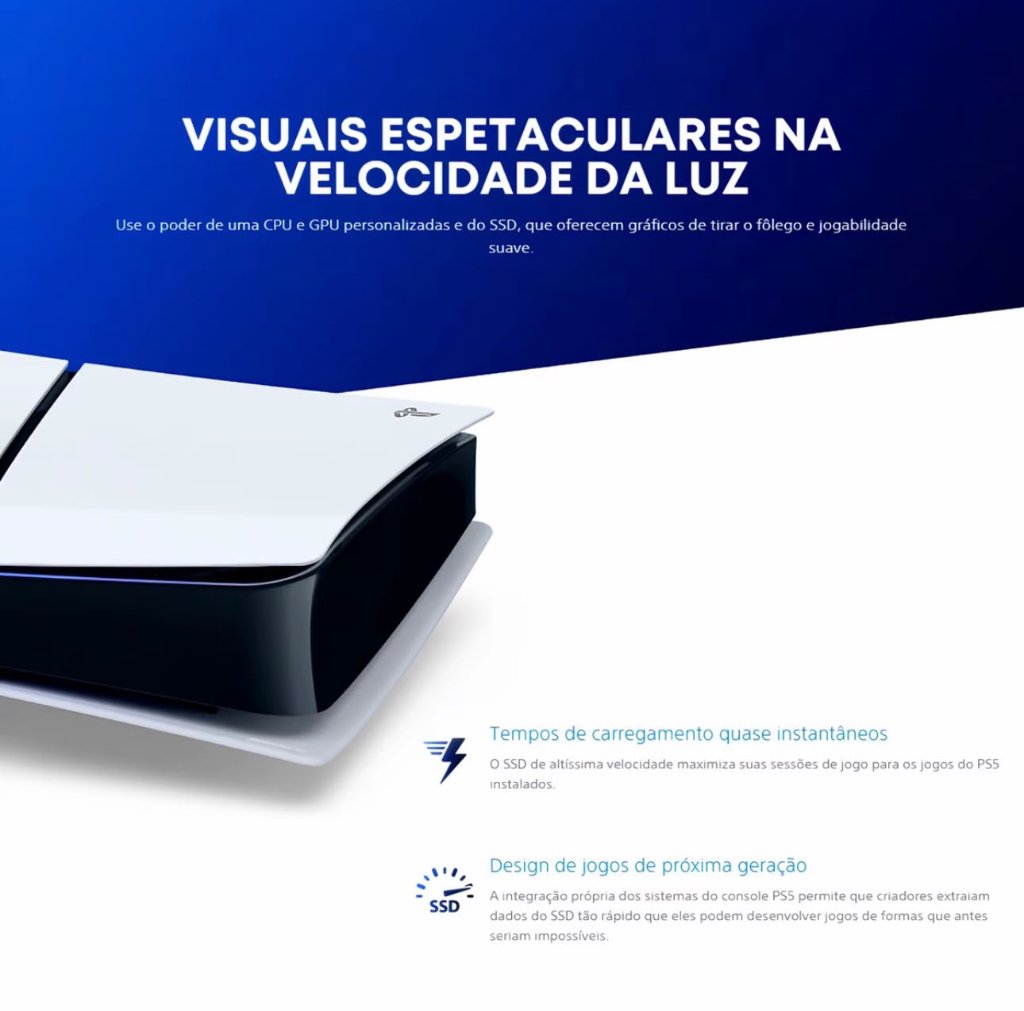 VISUAIS ESPETACULARES NA
VELOCIDADE DA LUZ
Use o poder de uma CPU e GPU personalizadas e do SSD, que oferecem gráficos de tirar o fôlego e jogabilidade
suave.
Tempos de carregamento quase instantâneos
O SSD de altíssima velocidade maximiza suas sessões de jogo para os jogos do PS5
instalados.
Design de jogos de próxima geração
SSD
A integração própria dos sistemas do console PS5 permite que criadores extraiam
dados do SSD tão rápido que eles podem desenvolver jogos de formas que antes
seriam impossíveis.